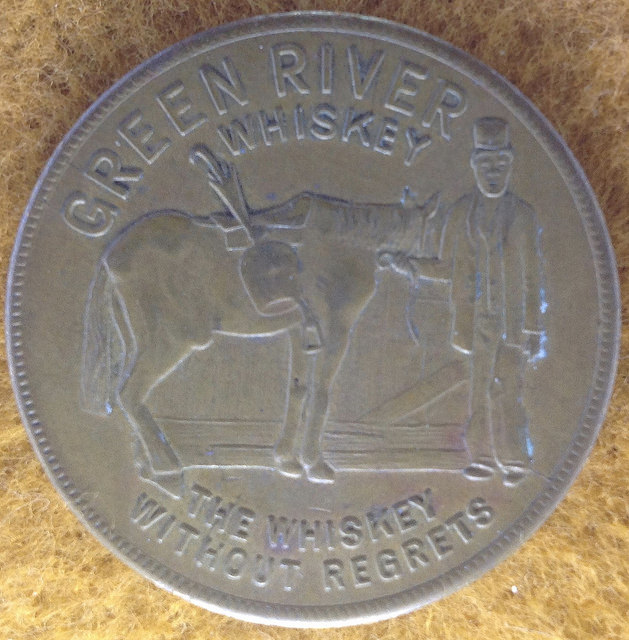 GREEN RIVER
WHISKEY
THE WHISKEY
WITHOUT REGRETS